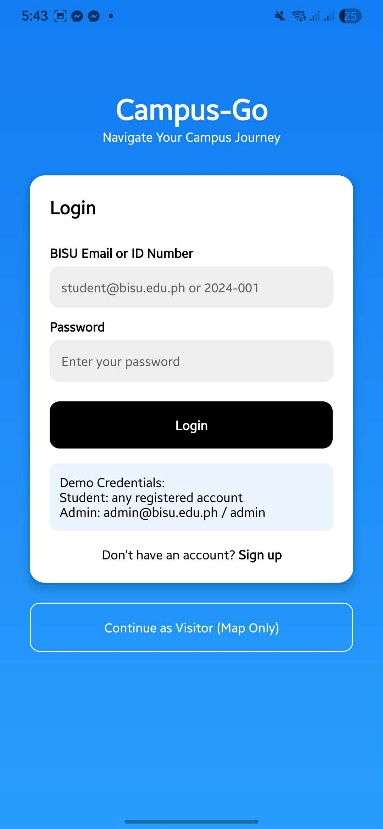 5:43
25
Campus-Go
Navigate Your Campus Journey
Login
BISU Email or ID Number
student@bisu.edu.ph or 2024-001
Password
Enter your password
Login
Demo Credentials:
Student: any registered account
Admin: admin@bisu.edu.ph / admin
Don't have an account? Sign up
Continue as Visitor (Map Only)